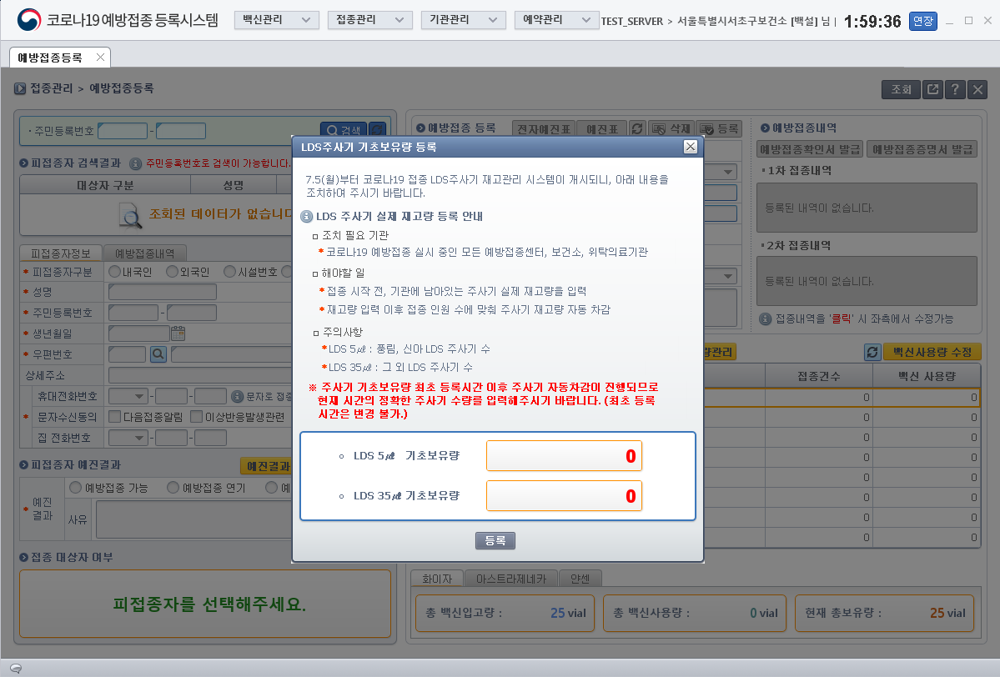 코로나19 예방접종 등록시스템
백신관리 접종관리 기관관리 예약관리 TEST_SERVER > 서울특별시서초구보건소 [백설] 님 | 1:59:36 연장
예방접종등록
접종관리 > 예방접종등록
조회
· 주민등록번호 - 검색
피접종자 검색결과 주민등록번호로 검색이 가능합니다.
대상자 구분 성명
조회된 데이터가 없습니다
피접종자정보 예방접종내역
* 피접종자구분 내국인 외국인 시설번호
* 성명
* 주민등록번호 -
* 생년월일
* 우편번호
상세주소
휴대전화번호 - - 문자로 접종
* 문자수신동의 다음접종알림 이상반응발생관련
집 전화번호 - -
피접종자 예진결과 예진결과
* 예진 결과 예방접종 가능 예방접종 연기 예
사유
접종 대상자 여부
피접종자를 선택해주세요.
예방접종 등록 전자예진표 예진표 삭제 등록
LDS주사기 기초보유량 등록
7.5(월)부터 코로나19 접종 LDS주사기 재고관리 시스템이 개시되니, 아래 내용을
조치하여 주시기 바랍니다.
LDS 주사기 실제 재고량 등록 안내
조치 필요 기관
*코로나19 예방접종 실시 중인 모든 예방접종센터, 보건소, 위탁의료기관
해야할 일
*접종 시작 전, 기관에 남아있는 주사기 실제 재고량을 입력
*재고량 입력 이후 접종 인원 수에 맞춰 주사기 재고량 자동 차감
주의사항
*LDS 5㎕ : 풍림, 신아 LDS 주사기 수
*LDS 35㎕ : 그 외 LDS 주사기 수
※ 주사기 기초보유량 최초 등록시간 이후 주사기 자동차감이 진행되므로
현재 시간의 정확한 주사기 수량를 입력해주시기 바랍니다. (최초 등록
시간은 변경 불가.)
LDS 5㎕ 기초보유량 0
LDS 35㎕ 기초보유량 0
등록
예방접종내역
예방접종확인서 발급 예방접종증명서 발급
· 1차 접종내역
등록된 내역이 없습니다.
· 2차 접종내역
등록된 내역이 없습니다.
접종내역을 '클릭' 시 좌측에서 수정가능
량관리 백신사용량 수정
접종건수 백신 사용량
0 0
0 0
0 0
0 0
0 0
0 0
0 0
0 0
화이자 아스트라제네카 얀센
총 백신입고량 : 25 vial 총 백신사용량 : 0 vial 현재 총보유량 : 25 vial